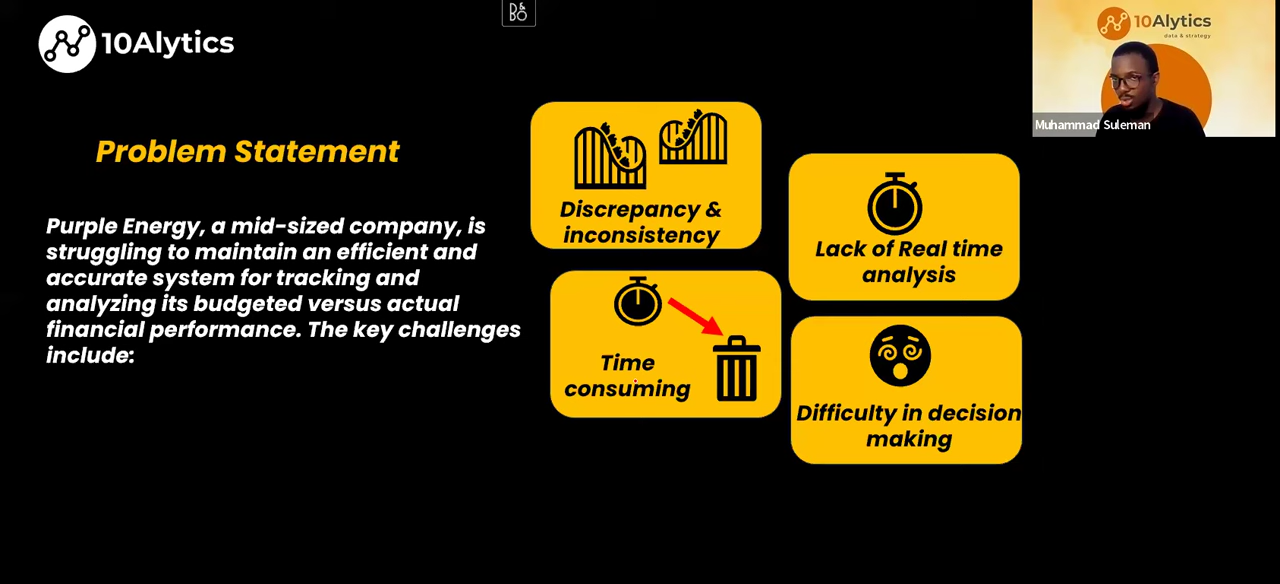 10Alytics
B&O
10Alytics
data & strategy
Muhammad Suleman
Problem Statement
Purple Energy, a mid-sized company, is
struggling to maintain an efficient and
accurate system for tracking and
analyzing its budgeted versus actual
financial performance. The key challenges
include:
Discrepancy &
inconsistency
Lack of Real time
analysis
Time
consuming
Difficulty in decision
making